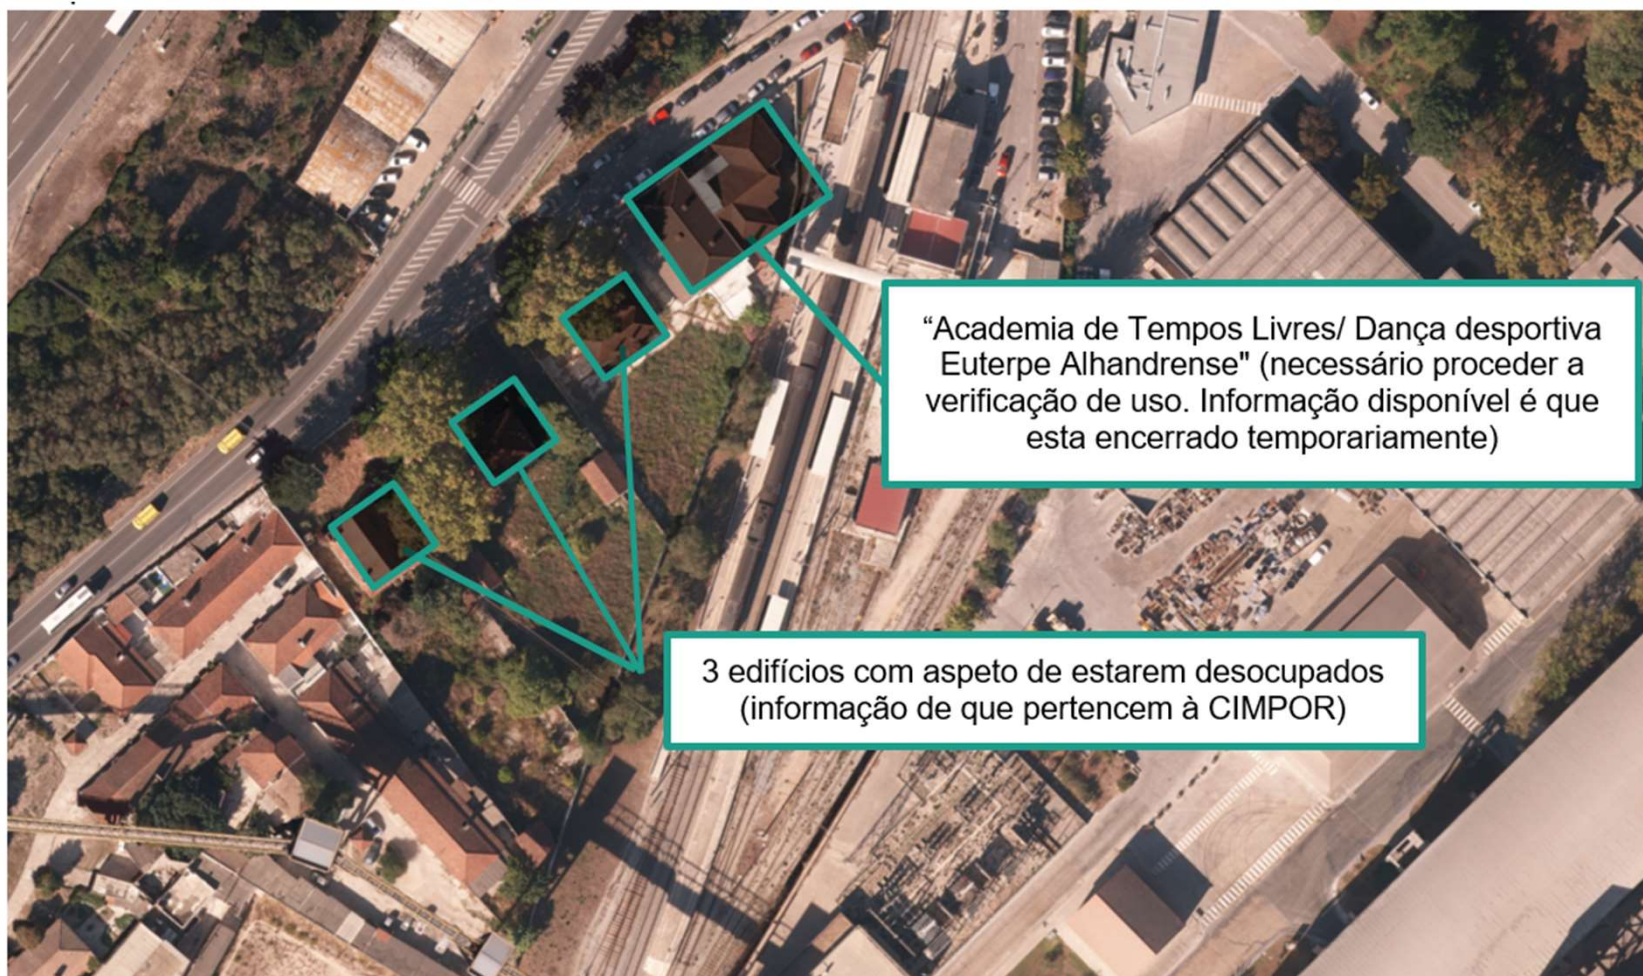 “Academia de Tempos Livres/ Dança desportiva
Euterpe Alhandrense" (necessário proceder a
verificação de uso. Informação disponível é que
esta encerrado temporariamente)
3 edifícios com aspeto de estarem desocupados
(informação de que pertencem à CIMPOR)